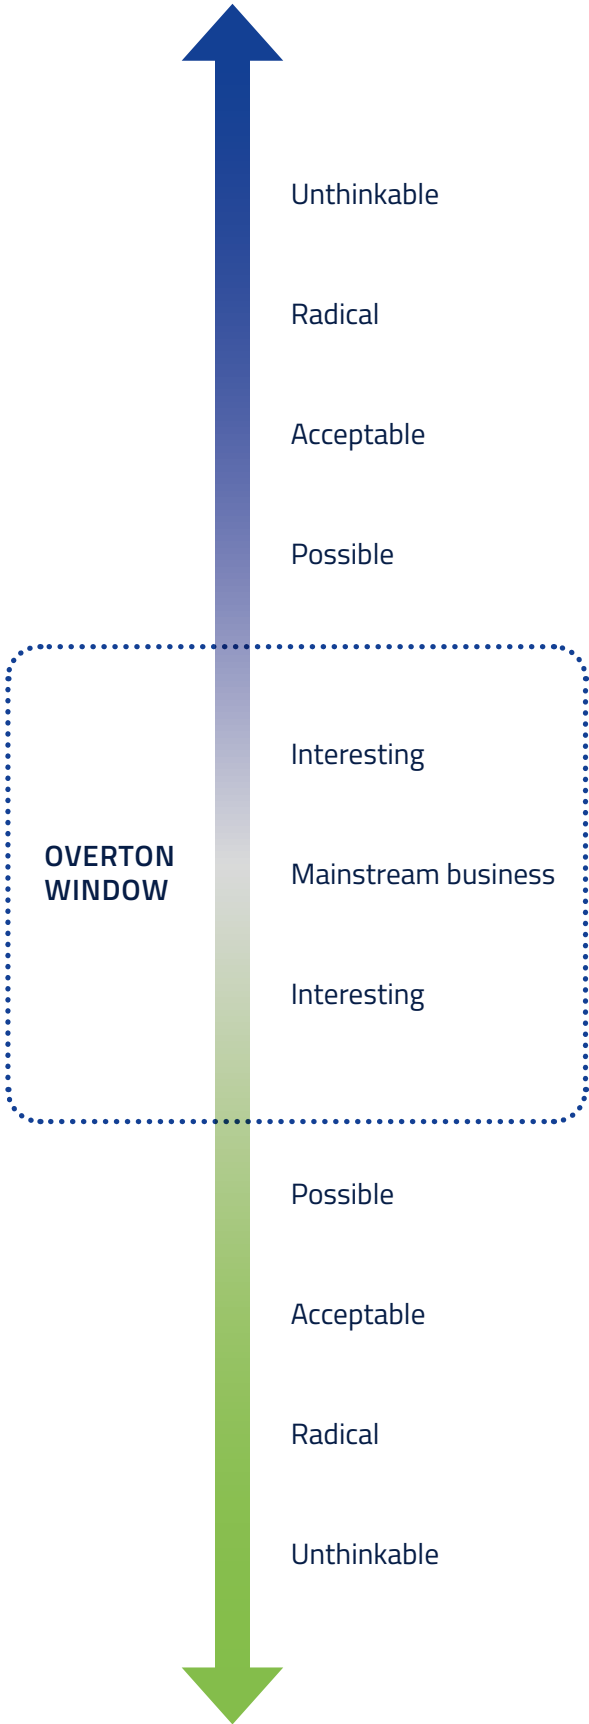 Unthinkable
Radical
Acceptable
Possible
Interesting
OVERTON
WINDOW
Mainstream business
Interesting
Possible
Acceptable
Radical
Unthinkable